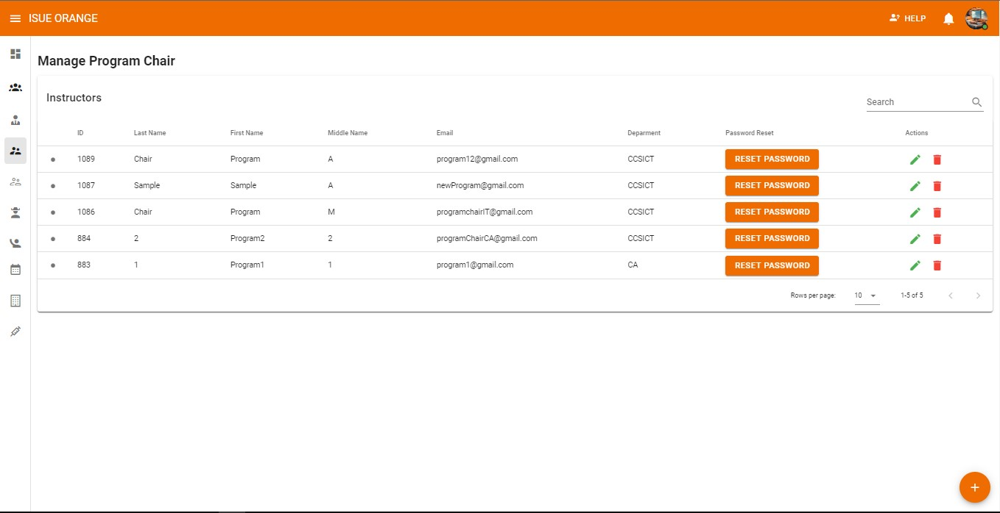 ISUE ORANGE HELP
Manage Program Chair
Instructors
Search
ID Last Name First Name Middle Name Email Deparment Password Reset Actions
1089 Chair Program A program12@gmail.com CCSICT RESET PASSWORD
1087 Sample Sample A newProgram@gmail.com CCSICT RESET PASSWORD
1086 Chair Program M programchairIT@gmail.com CCSICT RESET PASSWORD
884 2 Program2 2 programChairCA@gmail.com CCSICT RESET PASSWORD
883 1 Program1 1 program1@gmail.com CA RESET PASSWORD
Rows per page: 10 1-5 of 5